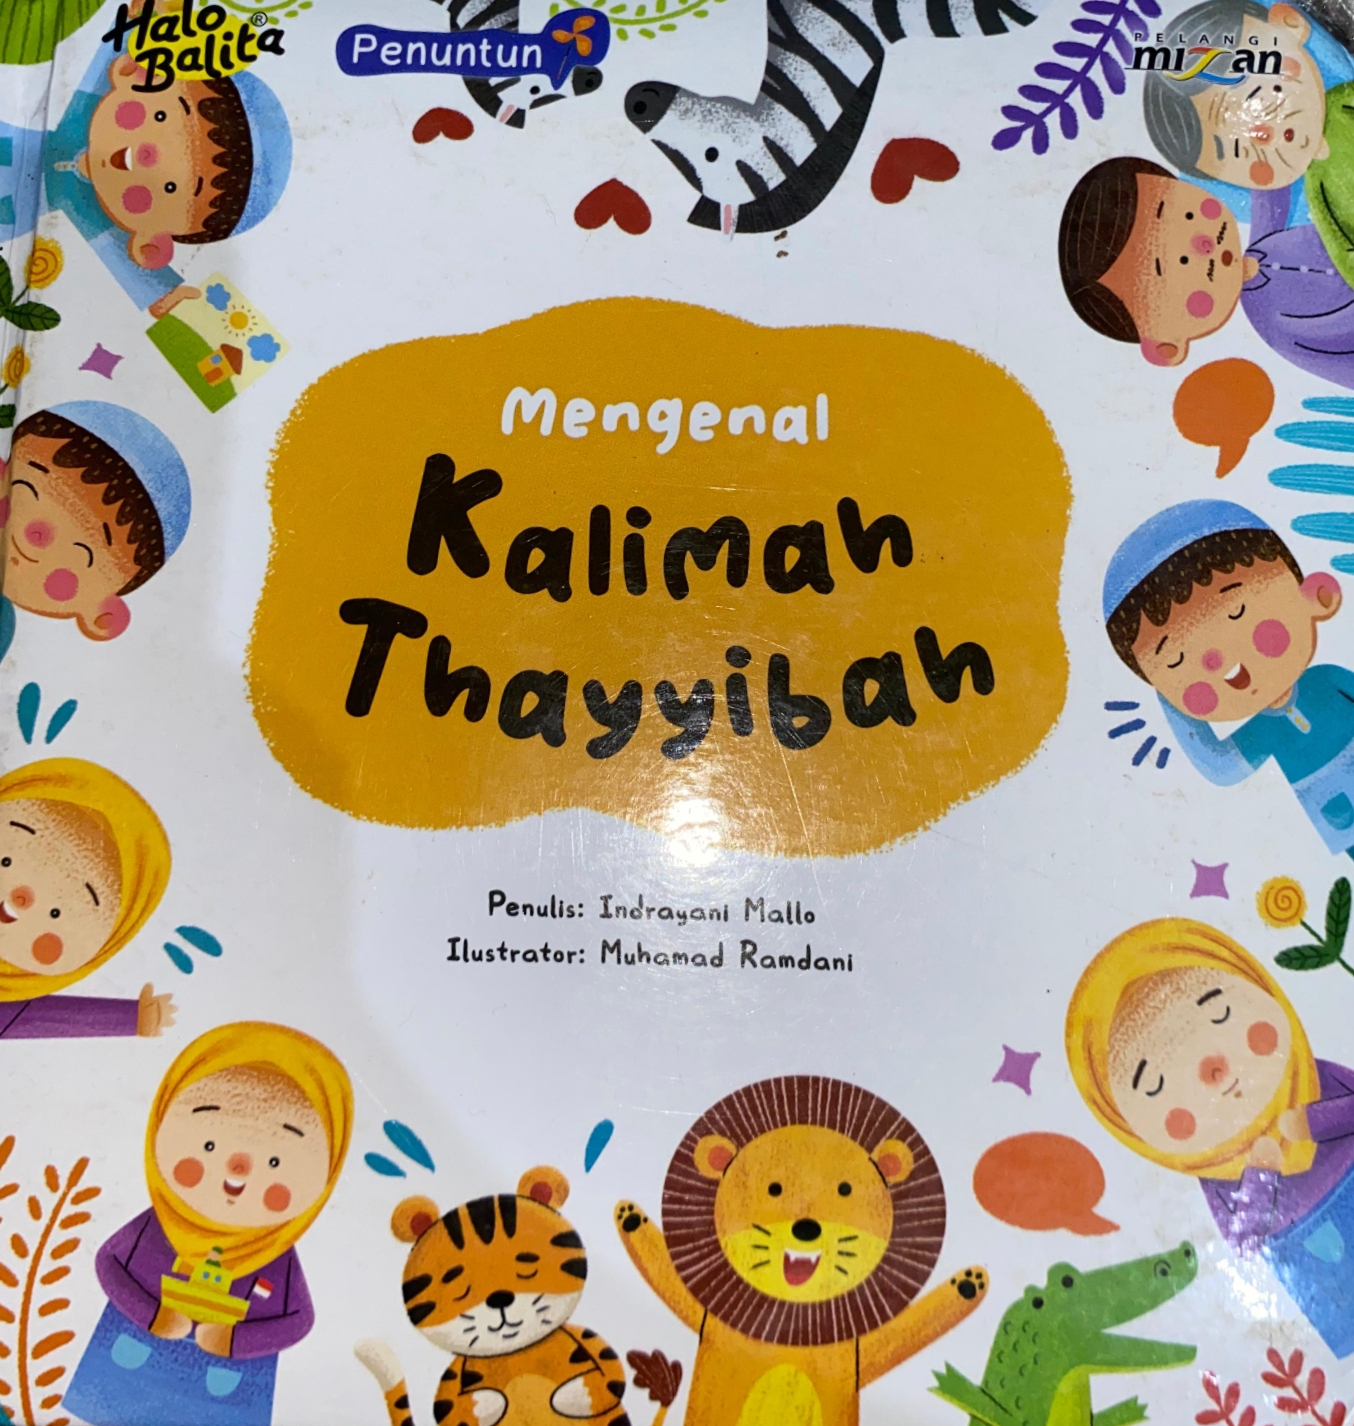 Halo
Balita®
Penuntun
PELANGI
mizan
Mengenal
Kalimah
Thayyibah
Penulis: Indrayani Mallo
Ilustrator: Muhamad Ramdani